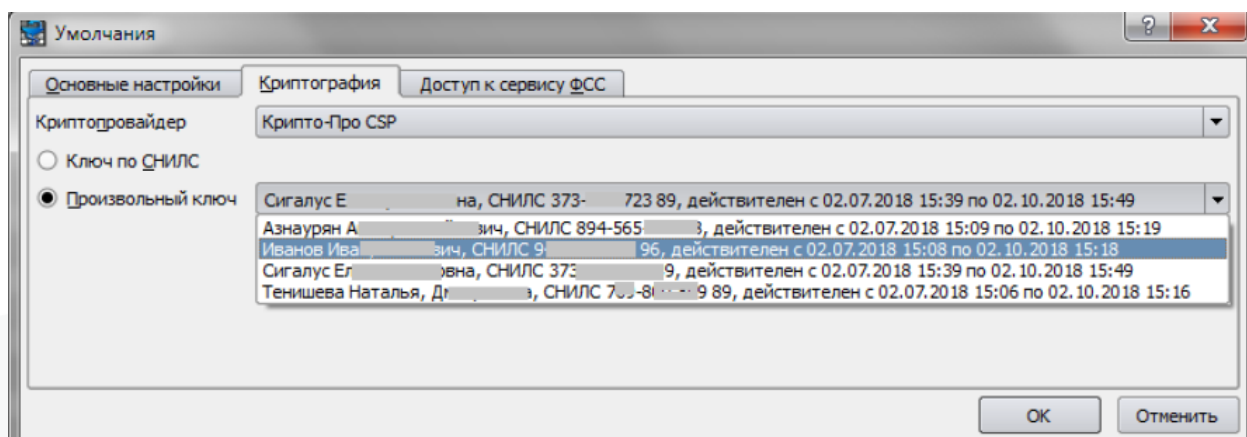 Умолчания
Основные настройки Криптография Доступ к сервису ФСС
Криптопровайдер Крипто-Про CSP
Ключ по СНИЛС
Произвольный ключ Сигалус Е на, СНИЛС 373- 723 89, действителен с 02.07.2018 15:39 по 02.10.2018 15:49
Азнаурян А вич, СНИЛС 894-565- действителен с 02.07.2018 15:09 по 02.10.2018 15:19
Иванов Ива вич, СНИЛС 9- 96, действителен с 02.07.2018 15:08 по 02.10.2018 15:18
Сигалус Ел овна, СНИЛС 373 9, действителен с 02.07.2018 15:39 по 02.10.2018 15:49
Тенишева Наталья, СНИЛС 89, действителен с 02.07.2018 15:06 по 02.10.2018 15:16
ОК Отменить